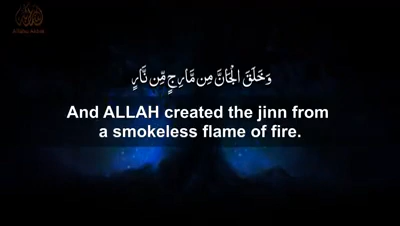 وَخَلَقَ الْجَانَّ مِن مَّارِجٍ مِّن نَّارٍ
And ALLAH created the jinn from
a smokeless flame of fire.